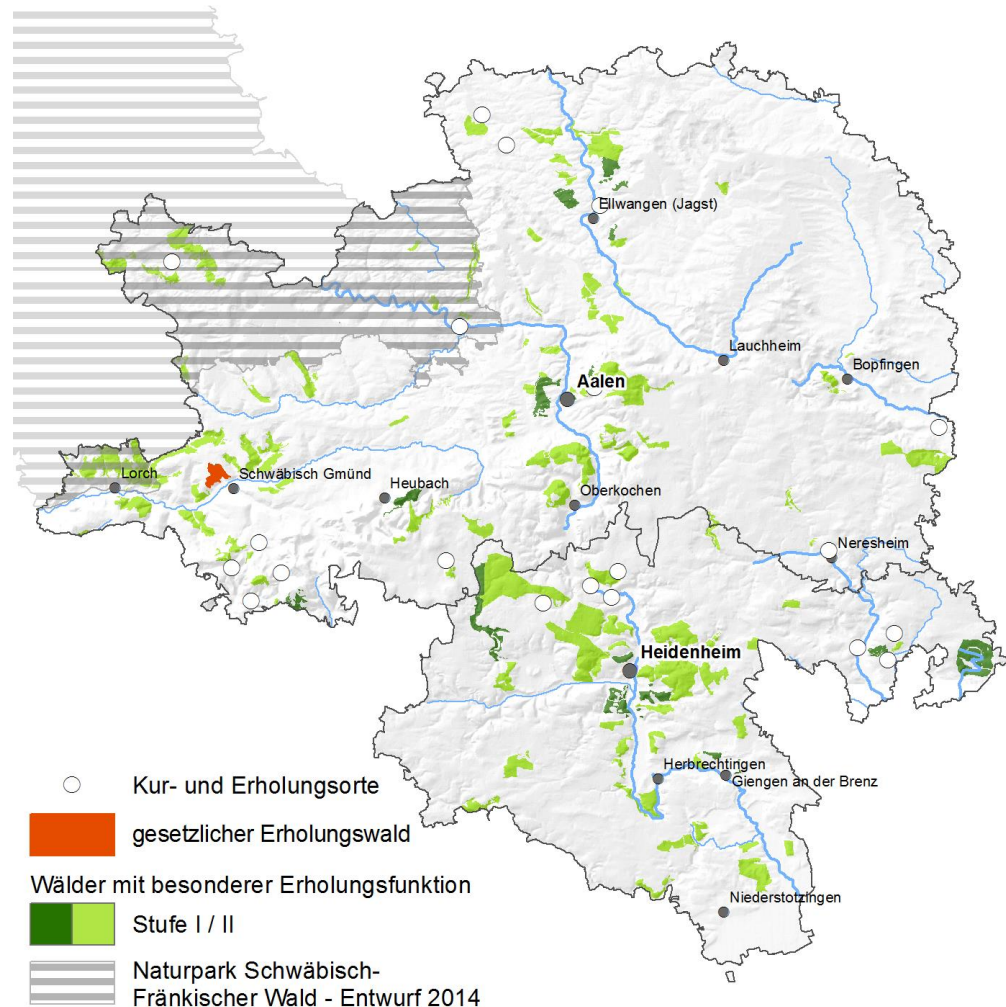 Ellwangen (Jagst)
Lauchheim
Bopfingen
Aalen
Lorch
Schwäbisch Gmünd
Heubach
Oberkochen
Neresheim
Heidenheim
Herbrechtingen
Giengen an der Brenz
Niederstotzingen
Kur- und Erholungsorte
gesetzlicher Erholungswald
Wälder mit besonderer Erholungsfunktion
Stufe I / II
Naturpark Schwäbisch-
Fränkischer Wald - Entwurf 2014